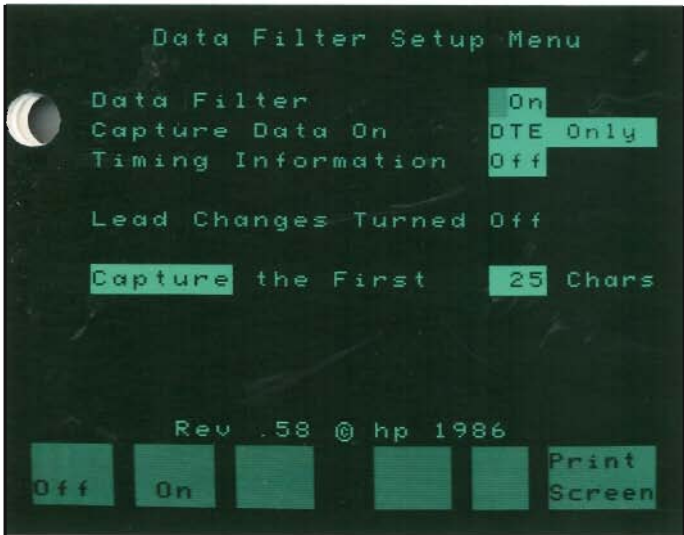 Data Filter Setup Menu
Data Filter On
Capture Data On DTE Only
Timing Information Off
Lead Changes Turned Off
Capture the First 25 Chars
Rev .58 © hp 1986
Off On Print Screen